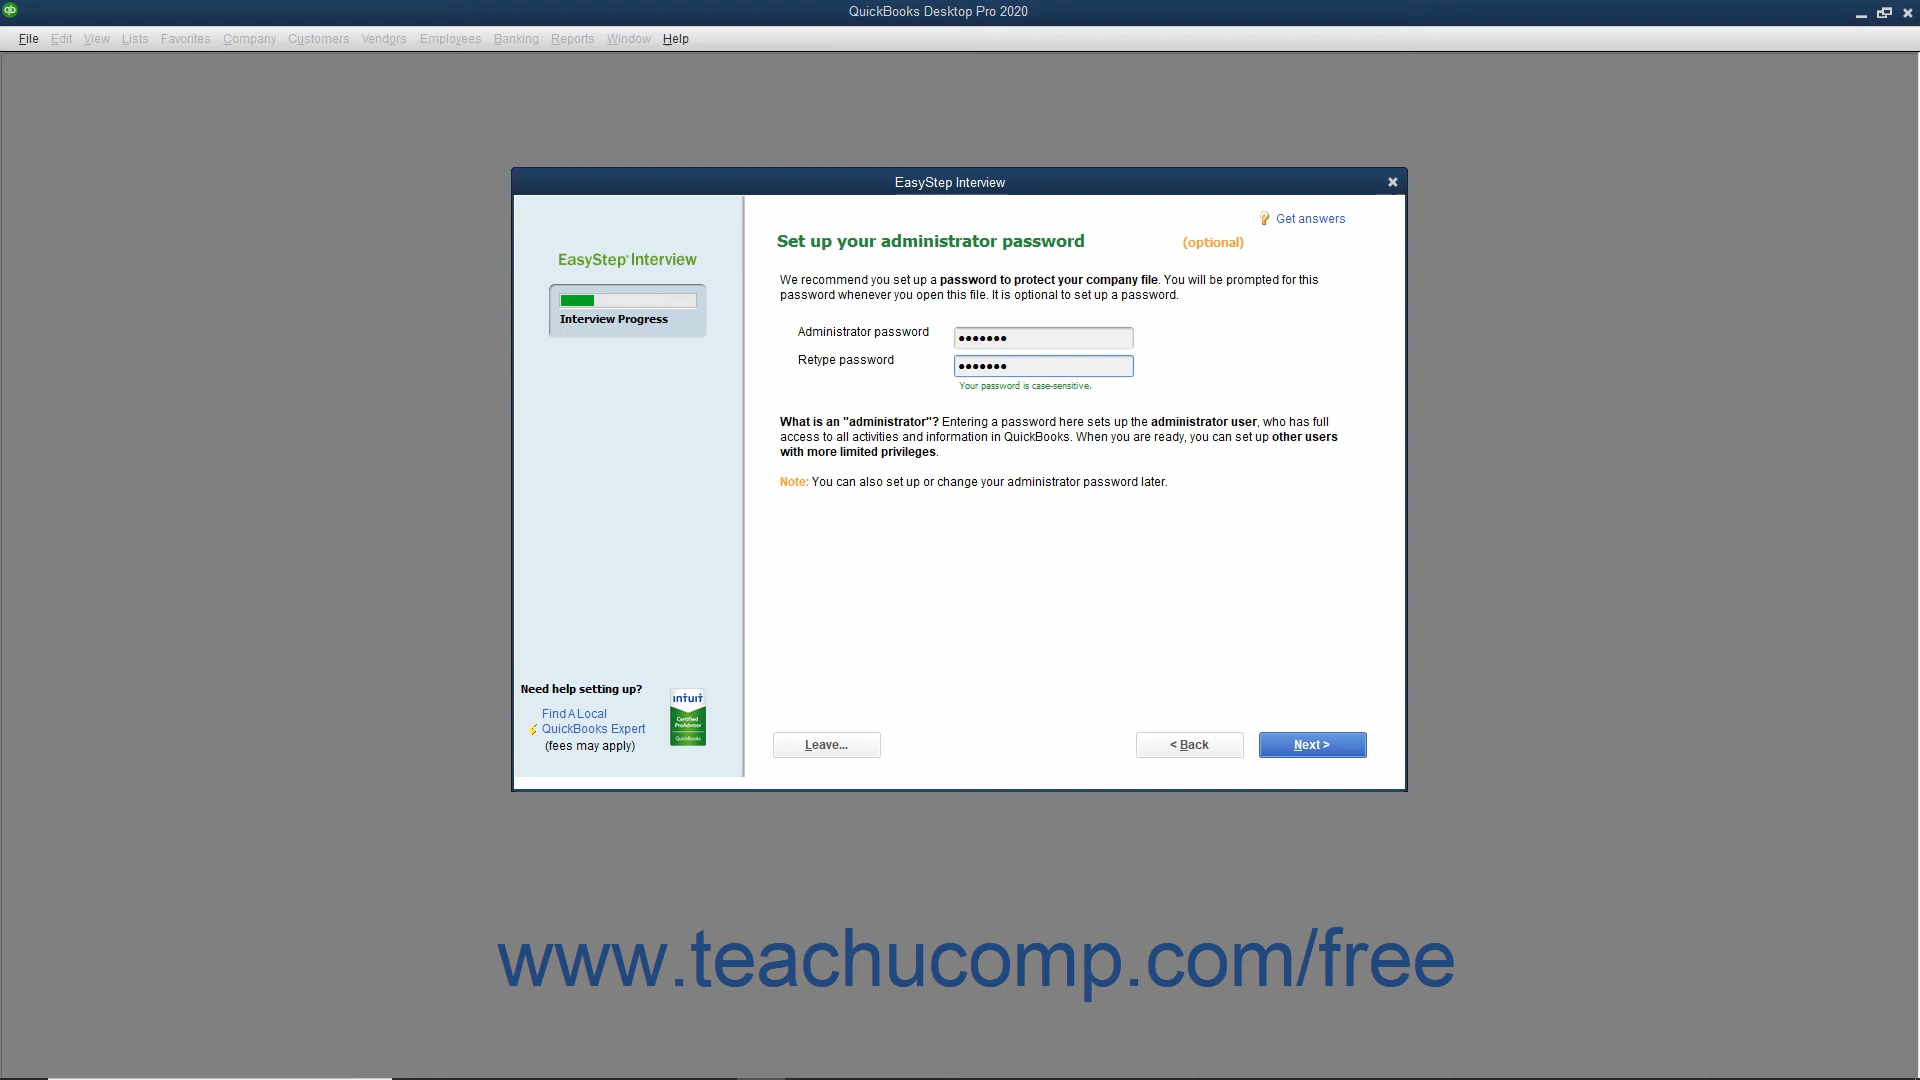 qb
QuickBooks Desktop Pro 2020
File Edit View Lists Favorites Company Customers Vendors Employees Banking Reports Window Help
EasyStep Interview
Get answers
Set up your administrator password (optional)
EasyStep Interview
Interview Progress
We recommend you set up a password to protect your company file. You will be prompted for this
password whenever you open this file. It is optional to set up a password.
Administrator password
Retype password
Your password is case-sensitive.
What is an "administrator"? Entering a password here sets up the administrator user, who has full
access to all activities and information in QuickBooks. When you are ready, you can set up other users
with more limited privileges.
Note: You can also set up or change your administrator password later.
Need help setting up?
Find A Local
QuickBooks Expert
(fees may apply)
intuit
Certified
ProAdvisor
QuickBooks
Leave...
< Back
Next >
www.teachucomp.com/free